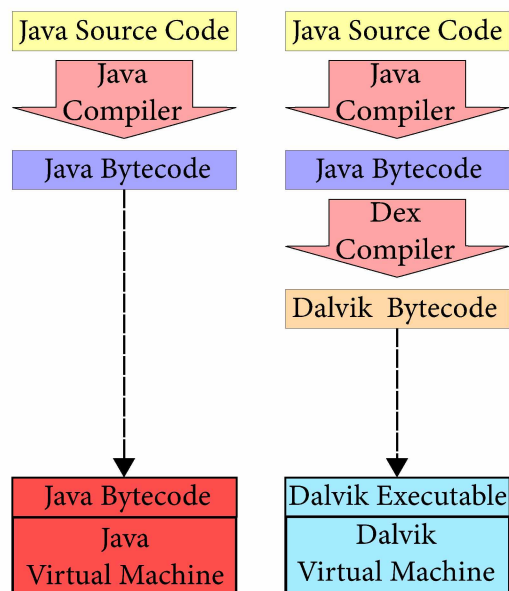 Java Source Code
Java
Compiler
Java Bytecode
Java Bytecode
Java
Virtual Machine
Java Source Code
Java
Compiler
Java Bytecode
Dex
Compiler
Dalvik Bytecode
Dalvik Executable
Dalvik
Virtual Machine